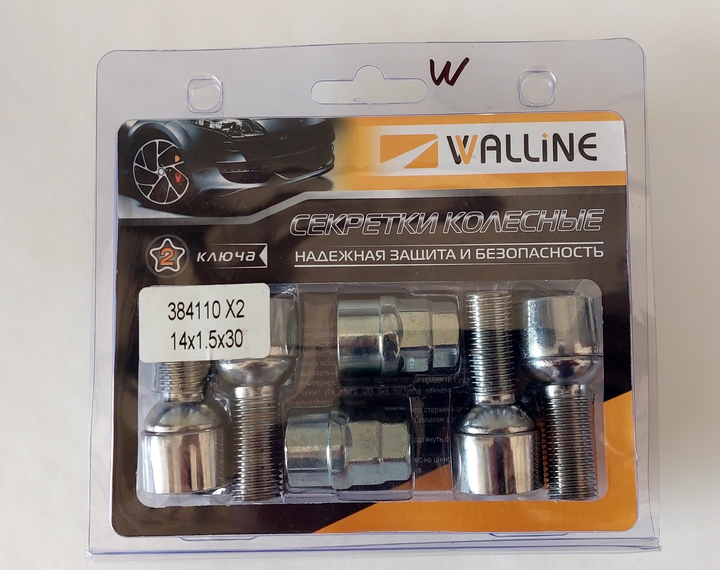 W
WALLiNE
СЕКРЕТКИ КОЛЕСНЫЕ
2 КЛЮЧА
НАДЕЖНАЯ ЗАЩИТА И БЕЗОПАСНОСТЬ
384110 X2
14x1.5x30